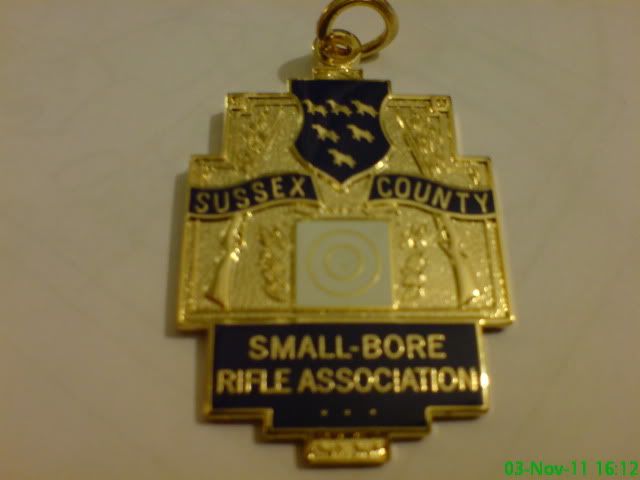 SUSSEX COUNTY
SMALL-BORE
RIFLE ASSOCIATION
03-Nov-11 16:12